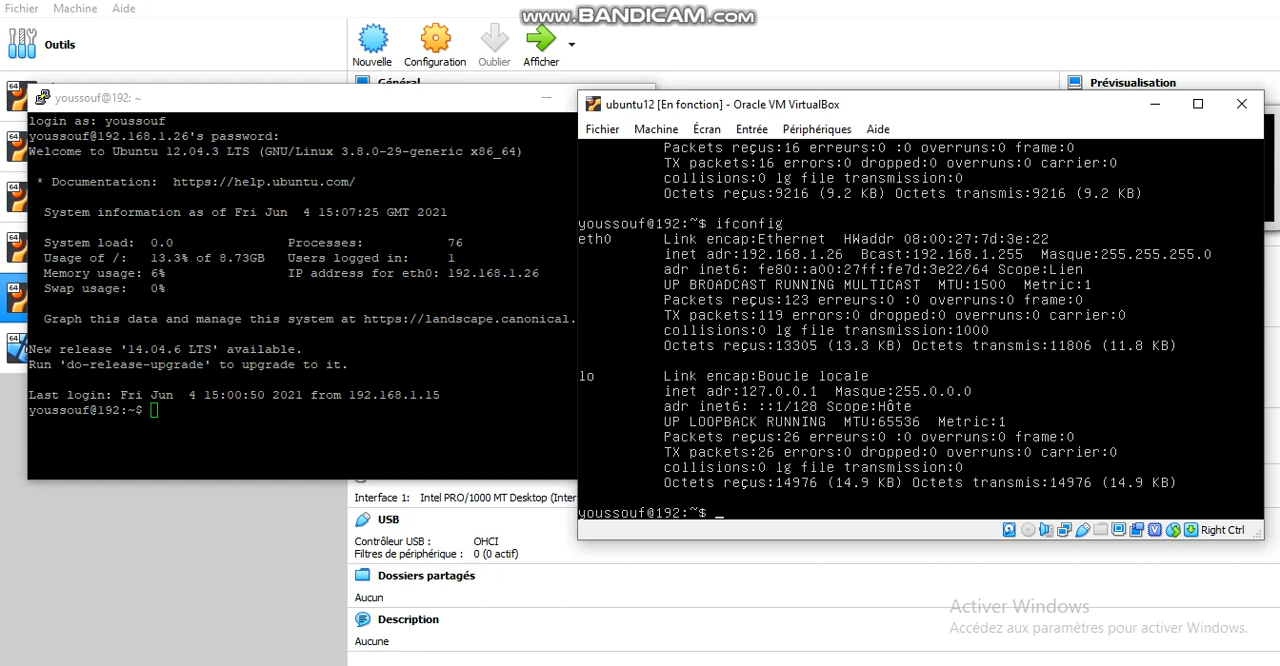 Fichier Machine Aide
www.BANDICAM.com
Outils
Nouvelle Configuration Oublier Afficher
Général
Prévisualisation
64
64
64
64
64
64
youssouf@192: ~
login as: youssouf
youssouf@192.168.1.26's password:
Welcome to Ubuntu 12.04.3 LTS (GNU/Linux 3.8.0-29-generic x86_64)
* Documentation: https://help.ubuntu.com/
System information as of Fri Jun 4 15:07:25 GMT 2021
System load: 0.0 Processes: 76
Usage of /: 13.3% of 8.73GB Users logged in: 1
Memory usage: 6% IP address for eth0: 192.168.1.26
Swap usage: 0%
Graph this data and manage this system at https://landscape.canonical.
New release '14.04.6 LTS' available.
Run 'do-release-upgrade' to upgrade to it.
Last login: Fri Jun 4 15:00:50 2021 from 192.168.1.15
youssouf@192:~$
ubuntu12 [En fonction] - Oracle VM VirtualBox
Fichier Machine Écran Entrée Périphériques Aide
Packets reçus:16 erreurs:0 :0 overruns:0 frame:0
TX packets:16 errors:0 dropped:0 overruns:0 carrier:0
collisions:0 lg file transmission:0
Octets reçus:9216 (9.2 KB) Octets transmis:9216 (9.2 KB)
youssouf@192:~$ ifconfig
eth0 Link encap:Ethernet HWaddr 08:00:27:7d:3e:22
inet adr:192.168.1.26 Bcast:192.168.1.255 Masque:255.255.255.0
adr inet6: fe80::a00:27ff:fe7d:3e22/64 Scope:Lien
UP BROADCAST RUNNING MULTICAST MTU:1500 Metric:1
Packets reçus:123 erreurs:0 :0 overruns:0 frame:0
TX packets:119 errors:0 dropped:0 overruns:0 carrier:0
collisions:0 lg file transmission:1000
Octets reçus:13305 (13.3 KB) Octets transmis:11806 (11.8 KB)
lo Link encap:Boucle locale
inet adr:127.0.0.1 Masque:255.0.0.0
adr inet6: ::1/128 Scope:Hôte
UP LOOPBACK RUNNING MTU:65536 Metric:1
Packets reçus:26 erreurs:0 :0 overruns:0 frame:0
TX packets:26 errors:0 dropped:0 overruns:0 carrier:0
collisions:0 lg file transmission:0
Octets reçus:14976 (14.9 KB) Octets transmis:14976 (14.9 KB)
youssouf@192:~$ _
Right Ctrl
Interface 1: Intel PRO/1000 MT Desktop (Inter
USB
Contrôleur USB : OHCI
Filtres de périphérique : 0 (0 actif)
Dossiers partagés
Aucun
Description
Aucune
Activer Windows
Accédez aux paramètres pour activer Windows.